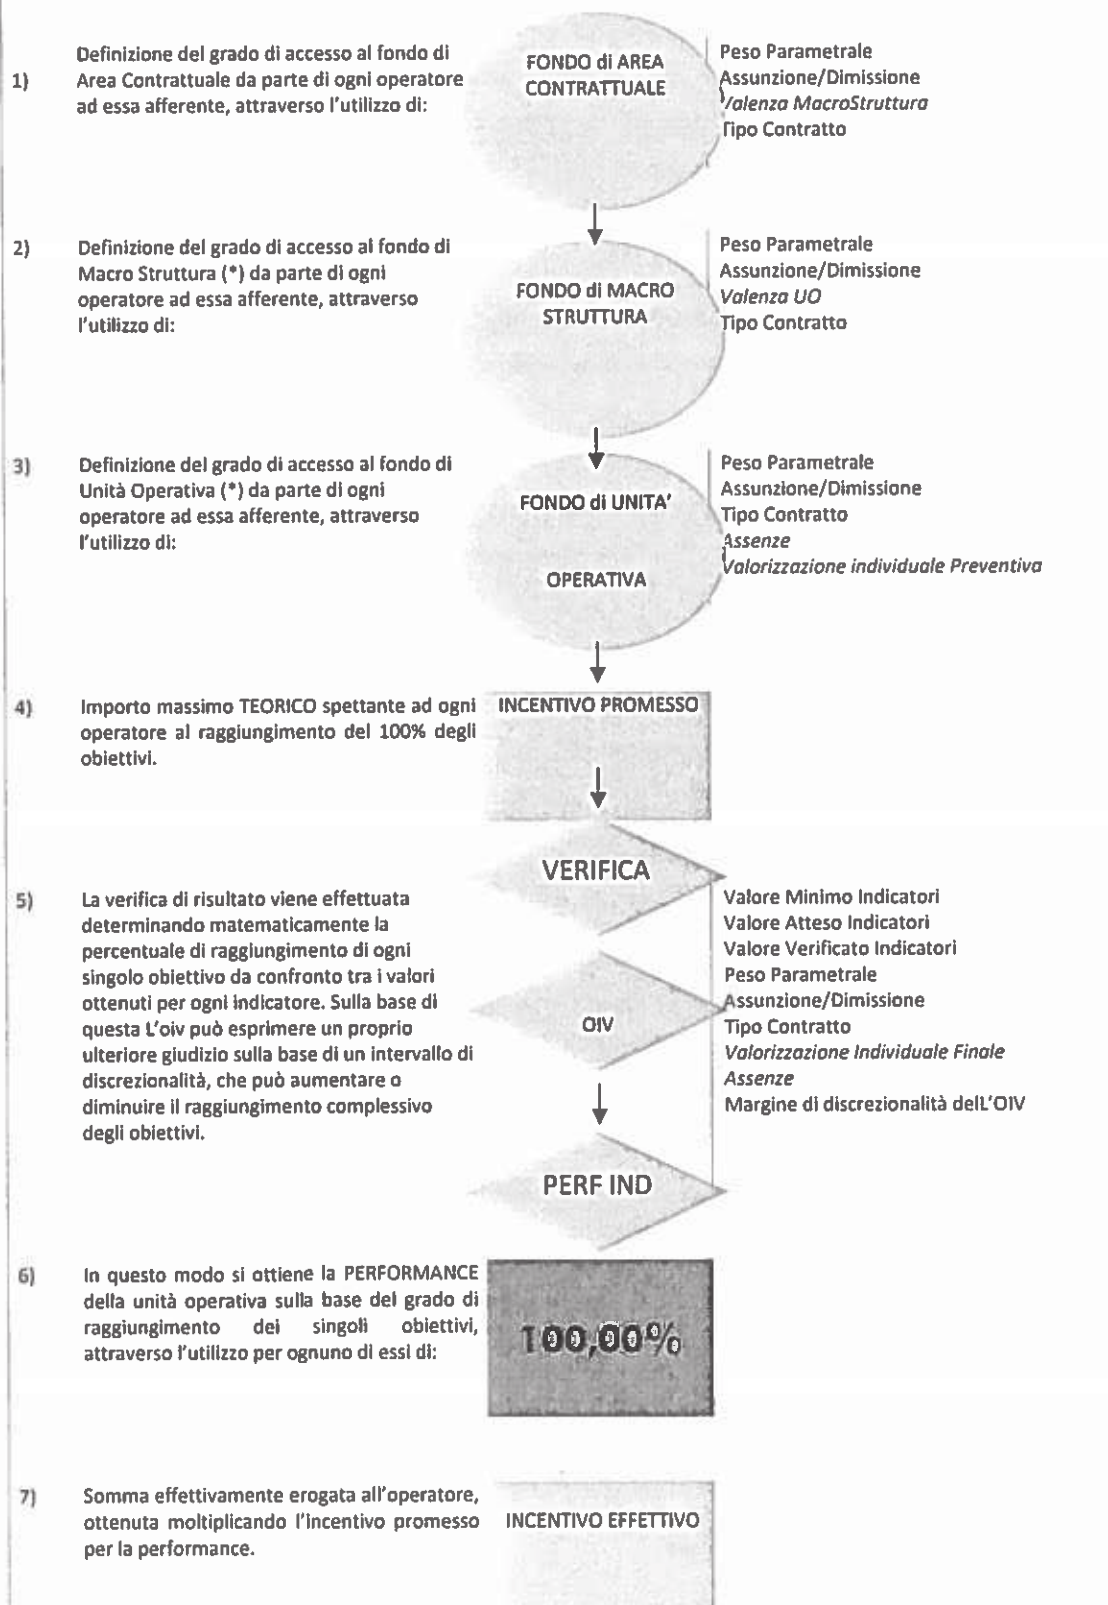 1)
Definizione del grado di accesso al fondo di
Area Contrattuale da parte di ogni operatore
ad essa afferente, attraverso l'utilizzo di:
FONDO di AREA
CONTRATTUALE
Peso Parametrale
Assunzione/Dimissione
Valenza MacroStruttura
Tipo Contratto
2)
Definizione del grado di accesso al fondo di
Macro Struttura (*) da parte di ogni
operatore ad essa afferente, attraverso
l'utilizzo di:
FONDO di MACRO
STRUTTURA
Peso Parametrale
Assunzione/Dimissione
Valenza UO
Tipo Contratto
3)
Definizione del grado di accesso al fondo di
Unità Operativa (*) da parte di ogni
operatore ad essa afferente, attraverso
l'utilizzo di:
FONDO di UNITA'
OPERATIVA
Peso Parametrale
Assunzione/Dimissione
Tipo Contratto
Assenze
Valorizzazione individuale Preventiva
4)
Importo massimo TEORICO spettante ad ogni
operatore al raggiungimento del 100% degli
obiettivi.
INCENTIVO PROMESSO
VERIFICA
5)
La verifica di risultato viene effettuata
determinando matematicamente la
percentuale di raggiungimento di ogni
singolo obiettivo da confronto tra i valori
ottenuti per ogni indicatore. Sulla base di
questa L'oiv può esprimere un proprio
ulteriore giudizio sulla base di un intervallo di
discrezionalità, che può aumentare o
diminuire il raggiungimento complessivo
degli obiettivi.
OIV
Valore Minimo Indicatori
Valore Atteso Indicatori
Valore Verificato Indicatori
Peso Parametrale
Assunzione/Dimissione
Tipo Contratto
Valorizzazione Individuale Finale
Assenze
Margine di discrezionalità delL'OIV
PERF IND
6)
In questo modo si ottiene la PERFORMANCE
della unità operativa sulla base del grado di
raggiungimento dei singoli obiettivi,
attraverso l'utilizzo per ognuno di essi di:
100,00%
7)
Somma effettivamente erogata all'operatore,
ottenuta moltiplicando l'incentivo promesso
per la performance.
INCENTIVO EFFETTIVO